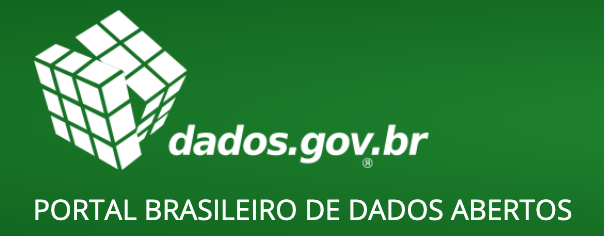 dados.gov.br
®
PORTAL BRASILEIRO DE DADOS ABERTOS